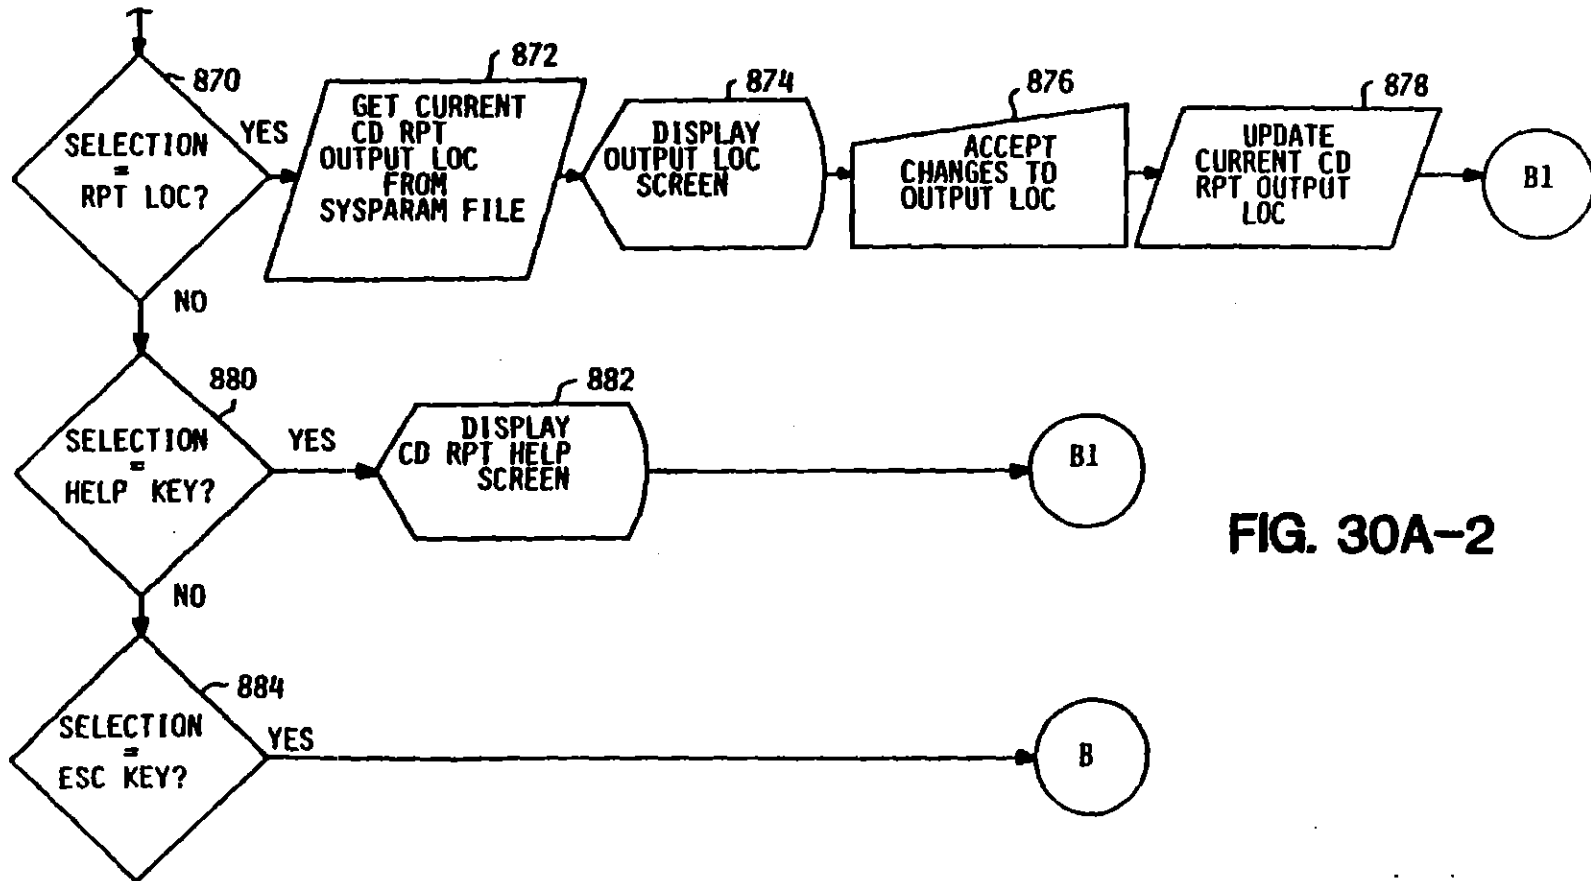 870
SELECTION
=
RPT LOC?
YES
NO
872
GET CURRENT
CD RPT
OUTPUT LOC
FROM
SYSPARAM FILE
874
DISPLAY
OUTPUT LOC
SCREEN
876
ACCEPT
CHANGES TO
OUTPUT LOC
878
UPDATE
CURRENT CD
RPT OUTPUT
LOC
B1
880
SELECTION
=
HELP KEY?
YES
NO
882
DISPLAY
CD RPT HELP
SCREEN
B1
FIG. 30A-2
884
SELECTION
=
ESC KEY?
YES
B